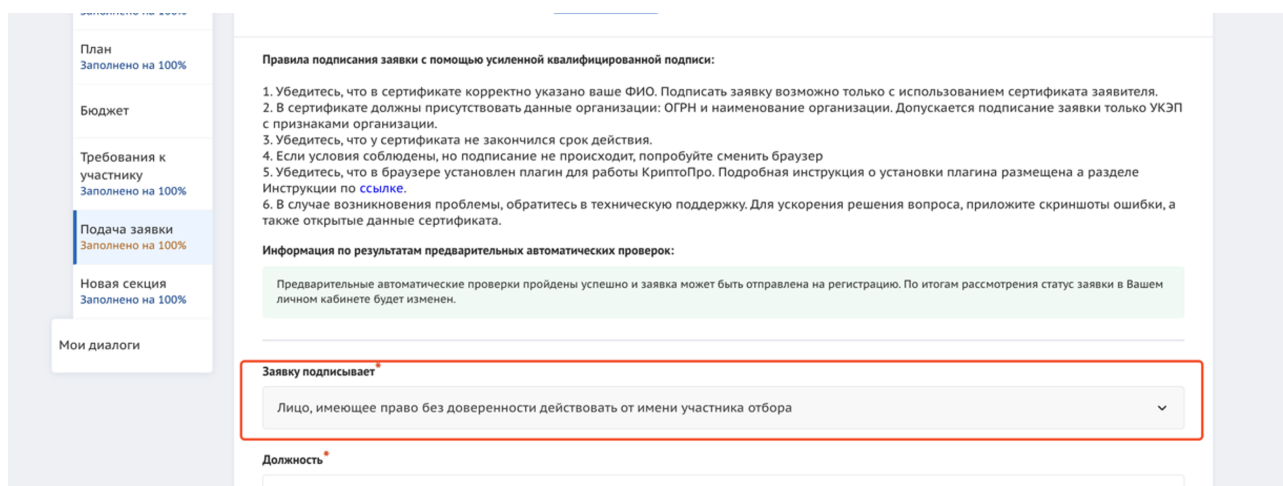 План
Заполнено на 100%
Бюджет
Требования к
участнику
Заполнено на 100%
Подача заявки
Заполнено на 100%
Новая секция
Заполнено на 100%
Мои диалоги
Правила подписания заявки с помощью усиленной квалифицированной подписи:
1. Убедитесь, что в сертификате корректно указано ваше ФИО. Подписать заявку возможно только с использованием сертификата заявителя.
2. В сертификате должны присутствовать данные организации: ОГРН и наименование организации. Допускается подписание заявки только УКЭП
с признаками организации.
3. Убедитесь, что у сертификата не закончился срок действия.
4. Если условия соблюдены, но подписание не происходит, попробуйте сменить браузер
5. Убедитесь, что в браузере установлен плагин для работы КриптоПро. Подробная инструкция о установки плагина размещена а разделе
Инструкции по ссылке.
6. В случае возникновения проблемы, обратитесь в техническую поддержку. Для ускорения решения вопроса, приложите скриншоты ошибки, а
также открытые данные сертификата.
Информация по результатам предварительных автоматических проверок:
Предварительные автоматические проверки пройдены успешно и заявка может быть отправлена на регистрацию. По итогам рассмотрения статус заявки в Вашем
личном кабинете будет изменен.
Заявку подписывает*
Лицо, имеющее право без доверенности действовать от имени участника отбора
Должность*